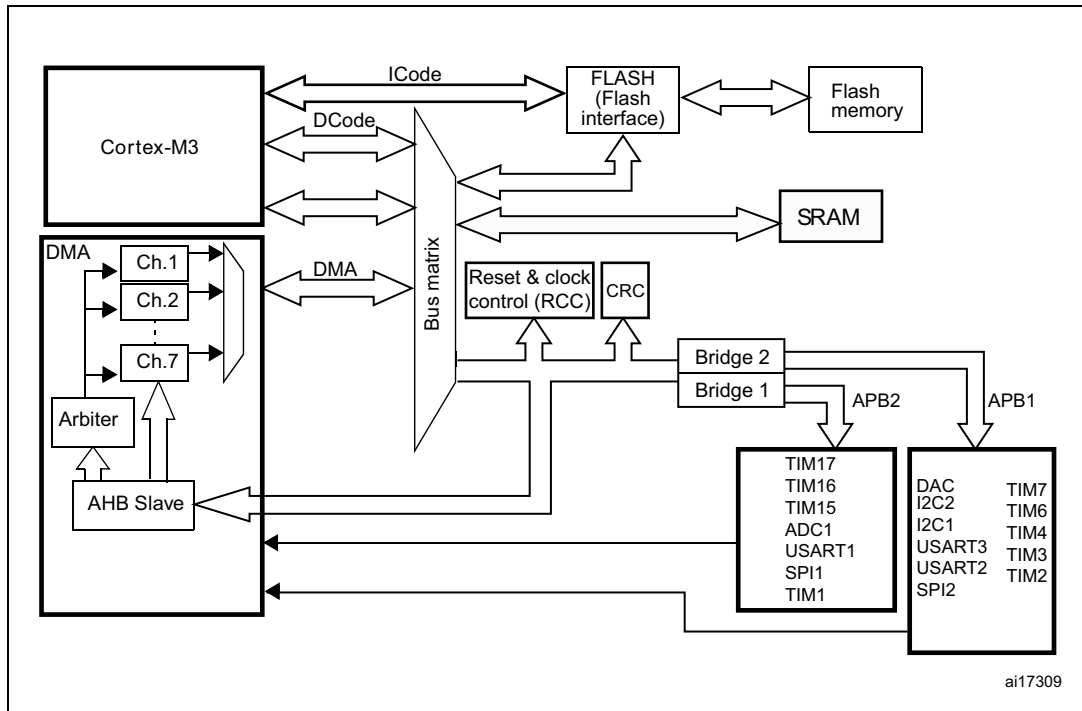 ICode
FLASH
(Flash
interface)
Flash
memory
DCode
Cortex-M3
SRAM
DMA
Ch.1
Ch.2
Ch.7
DMA
Bus matrix
Reset & clock
control (RCC)
CRC
Bridge 2
Bridge 1
APB2
APB1
Arbiter
AHB Slave
TIM17
TIM16
TIM15
ADC1
USART1
SPI1
TIM1
DAC
I2C2
I2C1
USART3
USART2
SPI2
TIM7
TIM6
TIM4
TIM3
TIM2
ai17309